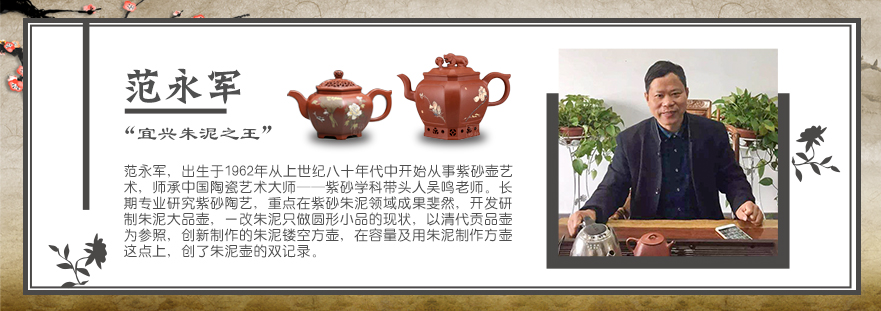 范永军
“宜兴朱泥之王”
范永军，出生于1962年从上世纪八十年代中开始从事紫砂壶艺
术，师承中国陶瓷艺术大师——紫砂学科带头人吴鸣老师。长
期专业研究紫砂陶艺，重点在紫砂朱泥领域成果斐然，开发研
制朱泥大品壶，一改朱泥只做圆形小品的现状，以清代贡品壶
为参照，创新制作的朱泥镂空方壶，在容量及用朱泥制作方壶
这点上，创了朱泥壶的双记录。